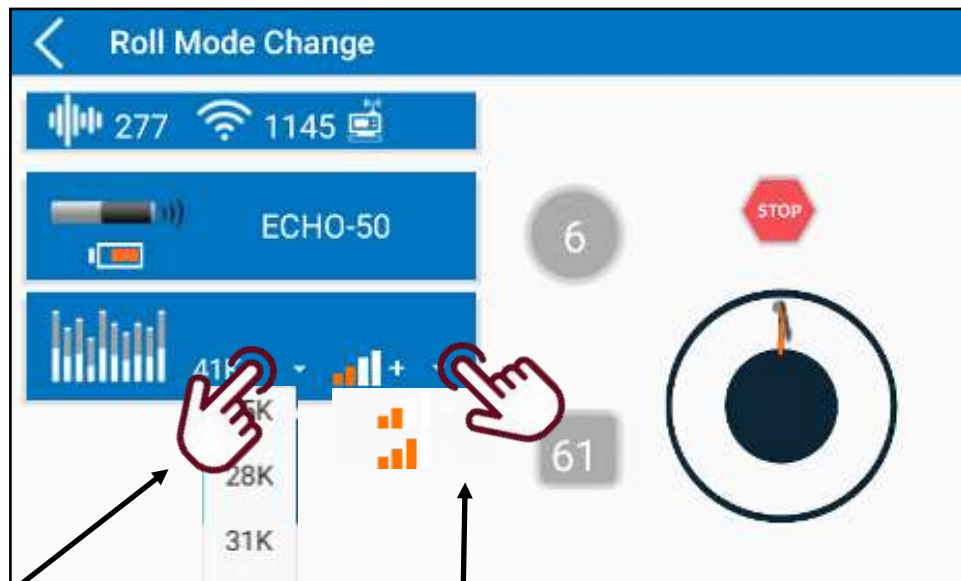 Roll Mode Change
277 1145
ECHO-50
6
STOP
41K +
61
28K
31K